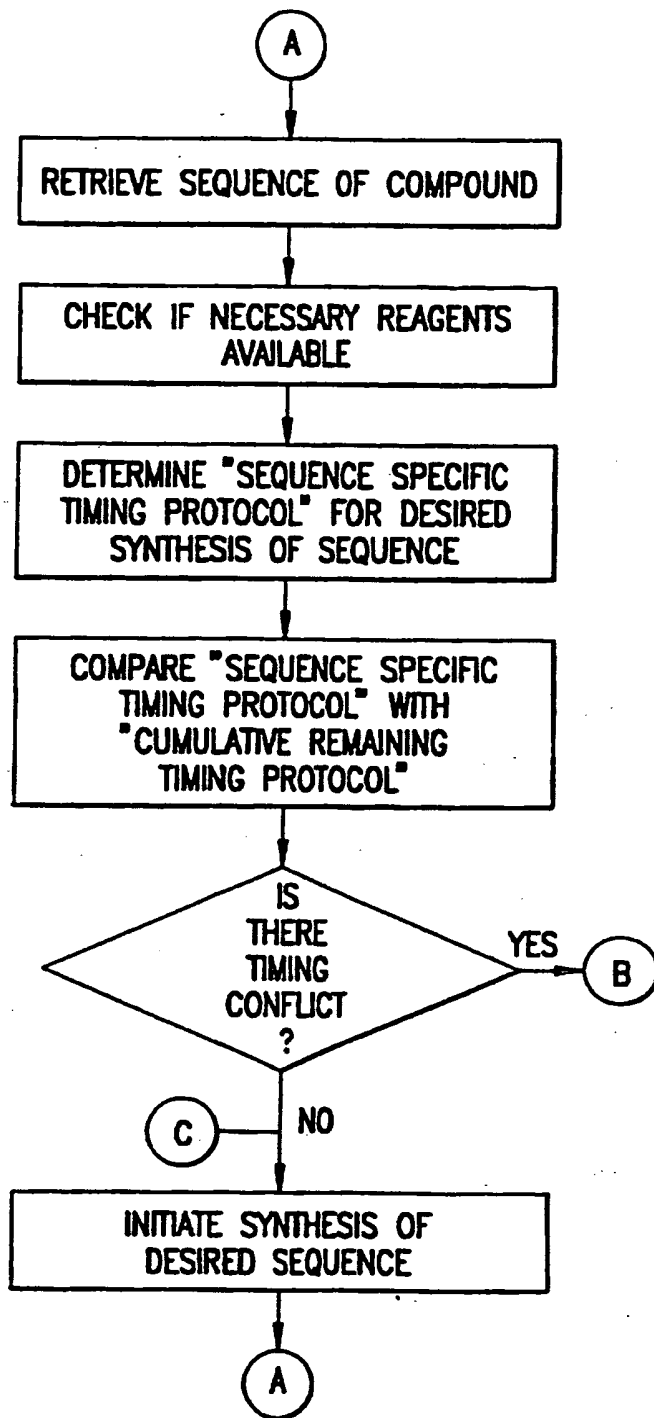 A
RETRIEVE SEQUENCE OF COMPOUND
CHECK IF NECESSARY REAGENTS
AVAILABLE
DETERMINE "SEQUENCE SPECIFIC
TIMING PROTOCOL" FOR DESIRED
SYNTHESIS OF SEQUENCE
COMPARE "SEQUENCE SPECIFIC
TIMING PROTOCOL" WITH
"CUMULATIVE REMAINING
TIMING PROTOCOL"
IS
THERE
TIMING
CONFLICT
?
YES
B
C
NO
INITIATE SYNTHESIS OF
DESIRED SEQUENCE
A